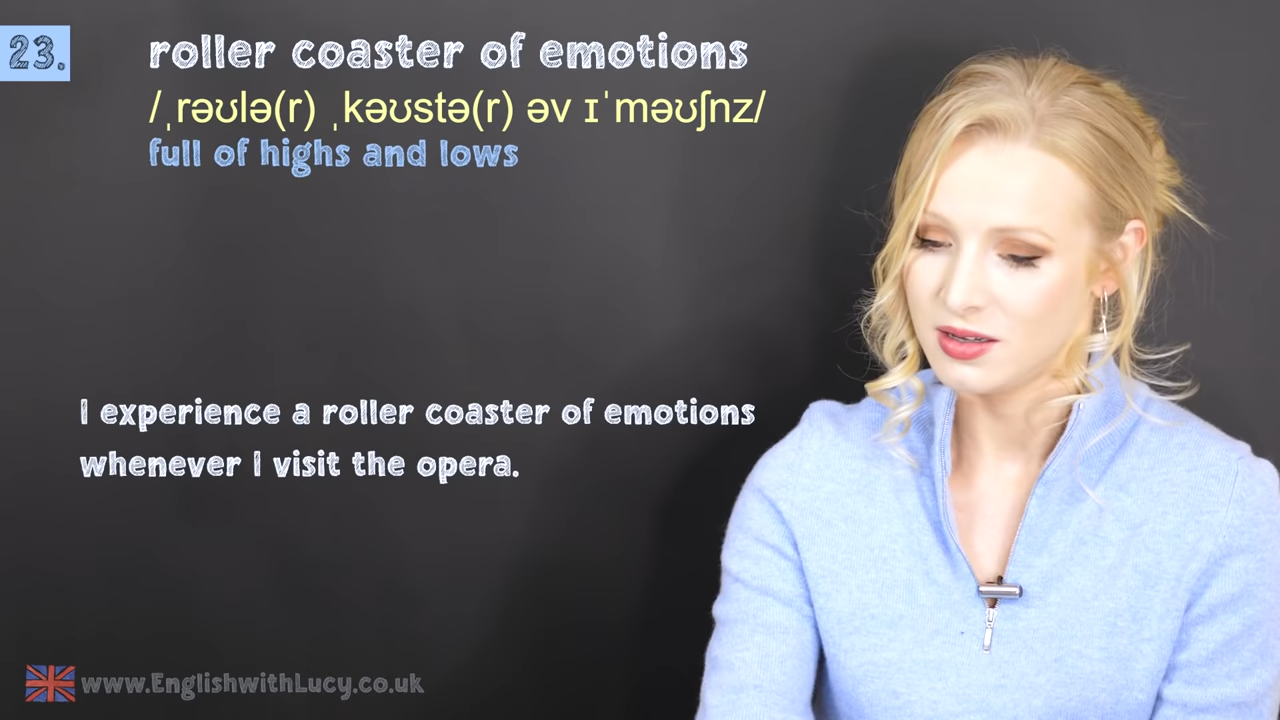 23.
roller coaster of emotions
/ˌrəʊlə(r) ˌkəʊstə(r) əv ɪˈməʊʃnz/
full of highs and lows
I experience a roller coaster of emotions
whenever I visit the opera.
www.EnglishwithLucy.co.uk